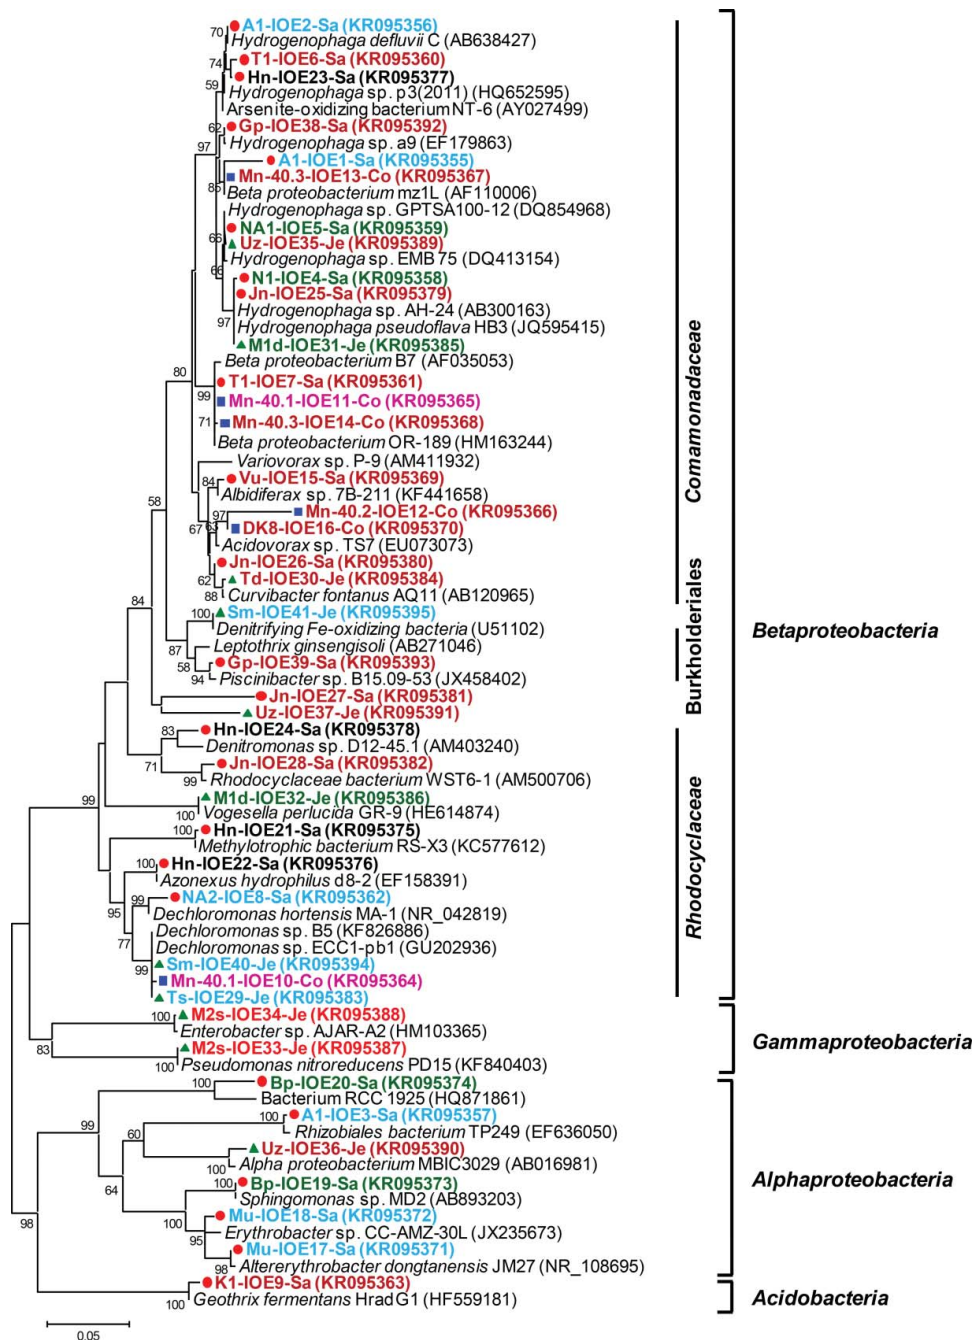 A1-IOE2-Sa (KR095356)
70
Hydrogenophaga defluvii C (AB638427)
74
T1-IOE6-Sa (KR095360)
Hn-IOE23-Sa (KR095377)
59
Hydrogenophaga sp. p3(2011) (HQ652595)
Arsenite-oxidizing bacterium NT-6 (AY027499)
62
Gp-IOE38-Sa (KR095392)
97
Hydrogenophaga sp. a9 (EF179863)
A1-IOE1-Sa (KR095355)
Mn-40.3-IOE13-Co (KR095367)
85
Beta proteobacterium mz1L (AF110006)
Hydrogenophaga sp. GPTSA100-12 (DQ854968)
NA1-IOE5-Sa (KR095359)
66
Uz-IOE35-Je (KR095389)
Hydrogenophaga sp. EMB 75 (DQ413154)
66
N1-IOE4-Sa (KR095358)
Jn-IOE25-Sa (KR095379)
Hydrogenophaga sp. AH-24 (AB300163)
97
Hydrogenophaga pseudoflava HB3 (JQ595415)
M1d-IOE31-Je (KR095385)
Beta proteobacterium B7 (AF035053)
80
T1-IOE7-Sa (KR095361)
99
Mn-40.1-IOE11-Co (KR095365)
71
Mn-40.3-IOE14-Co (KR095368)
Beta proteobacterium OR-189 (HM163244)
Variovorax sp. P-9 (AM411932)
84
Vu-IOE15-Sa (KR095369)
Albidiferax sp. 7B-211 (KF441658)
58
97
Mn-40.2-IOE12-Co (KR095366)
67
63
DK8-IOE16-Co (KR095370)
Acidovorax sp. TS7 (EU073073)
Jn-IOE26-Sa (KR095380)
62
Td-IOE30-Je (KR095384)
88
Curvibacter fontanus AQ11 (AB120965)
84
100
Sm-IOE41-Je (KR095395)
Denitrifying Fe-oxidizing bacteria (U51102)
87
Leptothrix ginsengisoli (AB271046)
58
Gp-IOE39-Sa (KR095393)
94
Piscinibacter sp. B15.09-53 (JX458402)
Jn-IOE27-Sa (KR095381)
Uz-IOE37-Je (KR095391)
83
Hn-IOE24-Sa (KR095378)
Denitromonas sp. D12-45.1 (AM403240)
71
Jn-IOE28-Sa (KR095382)
99
Rhodocyclaceae bacterium WST6-1 (AM500706)
99
M1d-IOE32-Je (KR095386)
100
Vogesella perlucida GR-9 (HE614874)
100
Hn-IOE21-Sa (KR095375)
Methylotrophic bacterium RS-X3 (KC577612)
100
Hn-IOE22-Sa (KR095376)
Azonexus hydrophilus d8-2 (EF158391)
99
NA2-IOE8-Sa (KR095362)
95
Dechloromonas hortensis MA-1 (NR_042819)
Dechloromonas sp. B5 (KF826886)
77
Dechloromonas sp. ECC1-pb1 (GU202936)
99
Sm-IOE40-Je (KR095394)
Mn-40.1-IOE10-Co (KR095364)
Ts-IOE29-Je (KR095383)
100
M2s-IOE34-Je (KR095388)
Enterobacter sp. AJAR-A2 (HM103365)
83
M2s-IOE33-Je (KR095387)
100
Pseudomonas nitroreducens PD15 (KF840403)
100
Bp-IOE20-Sa (KR095374)
Bacterium RCC 1925 (HQ871861)
99
100
A1-IOE3-Sa (KR095357)
60
Rhizobiales bacterium TP249 (EF636050)
Uz-IOE36-Je (KR095390)
100
Alpha proteobacterium MBIC3029 (AB016981)
64
100
Bp-IOE19-Sa (KR095373)
Sphingomonas sp. MD2 (AB893203)
98
100
Mu-IOE18-Sa (KR095372)
95
Erythrobacter sp. CC-AMZ-30L (JX235673)
Mu-IOE17-Sa (KR095371)
98
Altererythrobacter dongtanensis JM27 (NR_108695)
K1-IOE9-Sa (KR095363)
100
Geothrix fermentans Hrad G1 (HF559181)
0.05
Comamonadaceae
Burkholderiales
Rhodocyclaceae
Betaproteobacteria
Gammaproteobacteria
Alphaproteobacteria
Acidobacteria